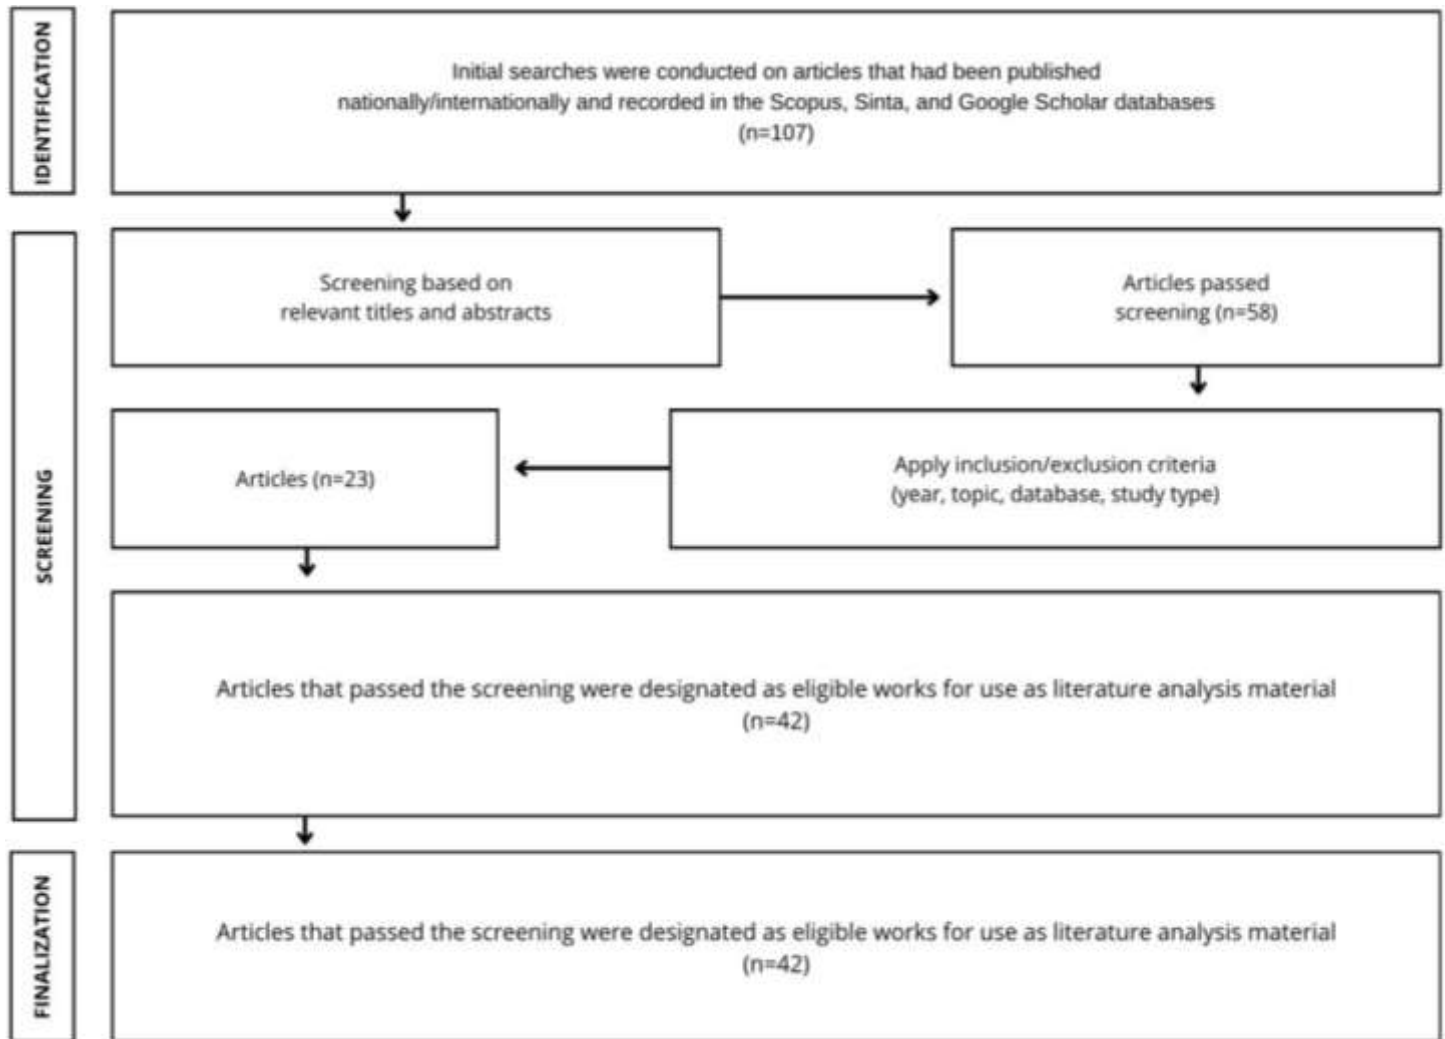 IDENTIFICATION
Initial searches were conducted on articles that had been published
nationally/internationally and recorded in the Scopus, Sinta, and Google Scholar databases
(n=107)
SCREENING
Screening based on
relevant titles and abstracts
Articles passed
screening (n=58)
Articles (n=23)
Apply inclusion/exclusion criteria
(year, topic, database, study type)
Articles that passed the screening were designated as eligible works for use as literature analysis material
(n=42)
FINALIZATION
Articles that passed the screening were designated as eligible works for use as literature analysis material
(n=42)